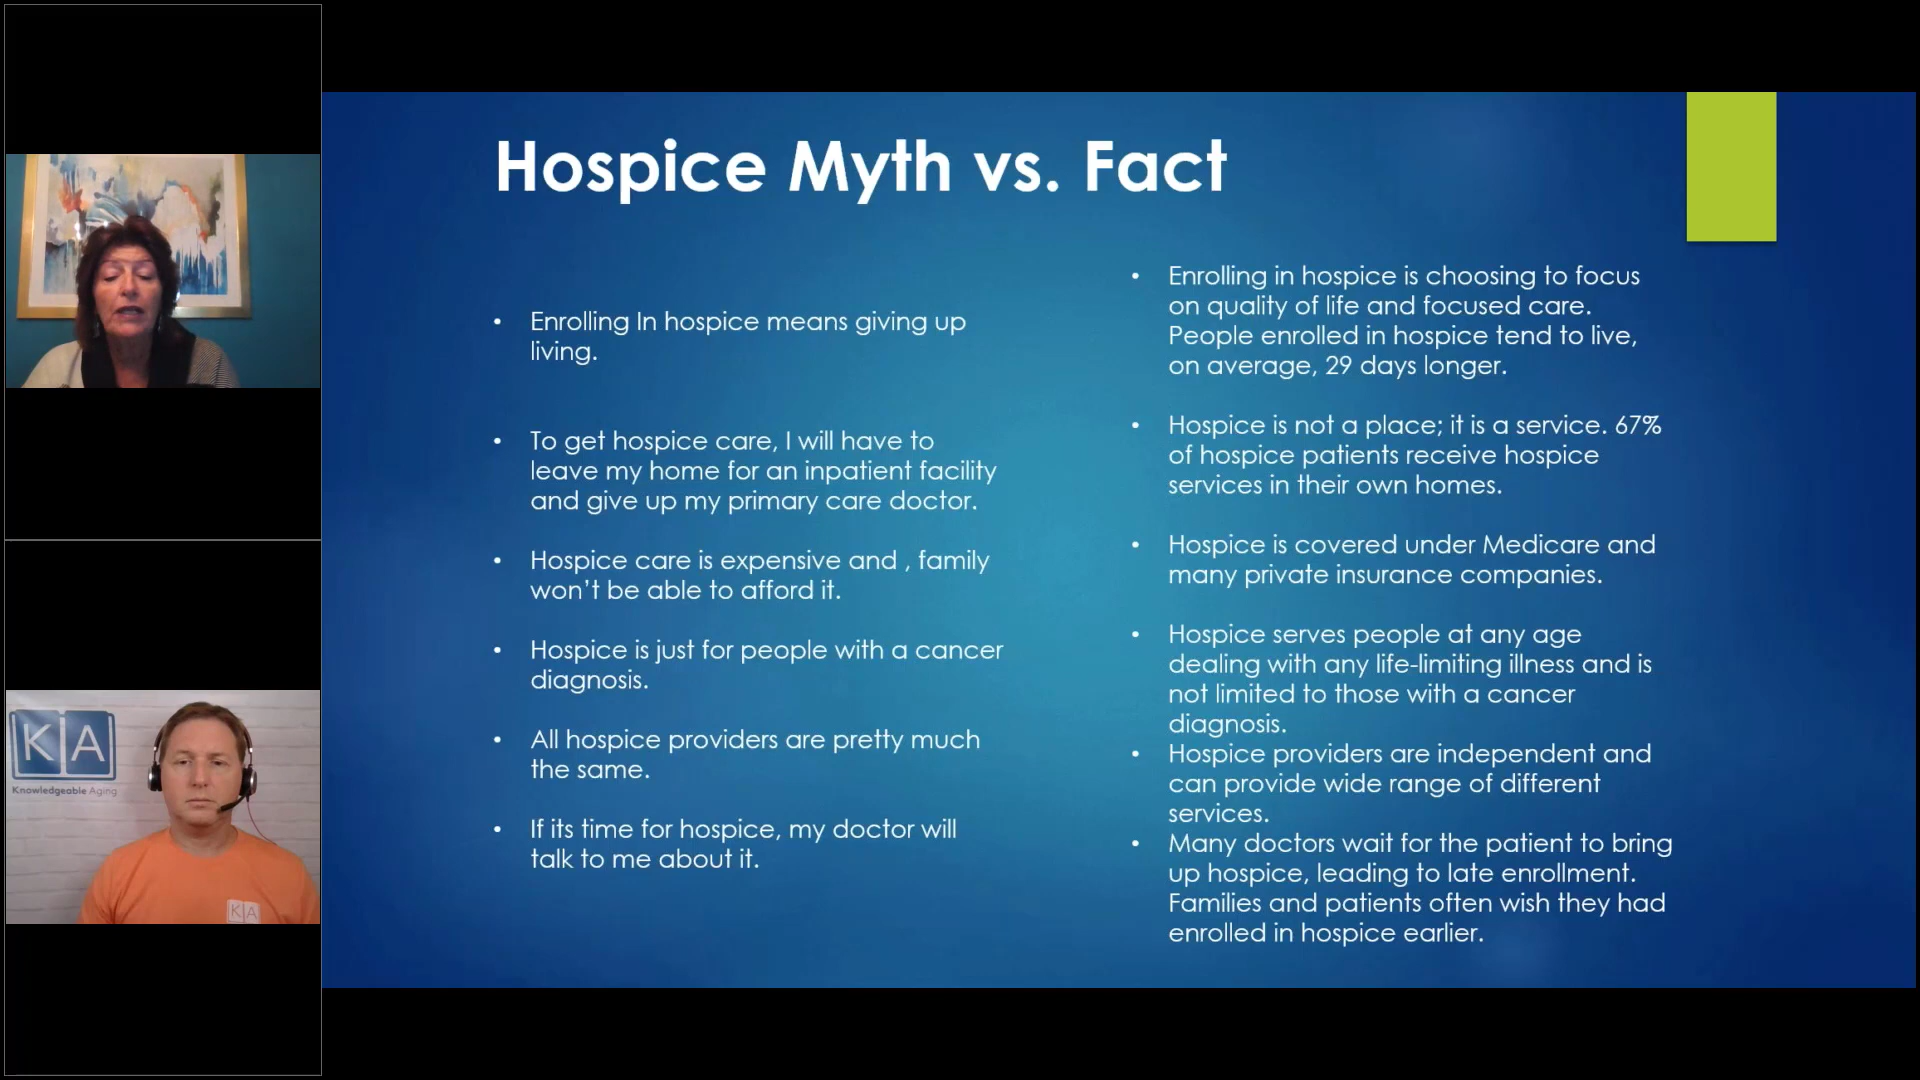 Hospice Myth vs. Fact
• Enrolling In hospice means giving up
living.
• To get hospice care, I will have to
leave my home for an inpatient facility
and give up my primary care doctor.
• Hospice care is expensive and , family
won’t be able to afford it.
• Hospice is just for people with a cancer
diagnosis.
• All hospice providers are pretty much
the same.
• If its time for hospice, my doctor will
talk to me about it.
• Enrolling in hospice is choosing to focus
on quality of life and focused care.
People enrolled in hospice tend to live,
on average, 29 days longer.
• Hospice is not a place; it is a service. 67%
of hospice patients receive hospice
services in their own homes.
• Hospice is covered under Medicare and
many private insurance companies.
• Hospice serves people at any age
dealing with any life-limiting illness and is
not limited to those with a cancer
diagnosis.
• Hospice providers are independent and
can provide wide range of different
services.
• Many doctors wait for the patient to bring
up hospice, leading to late enrollment.
Families and patients often wish they had
enrolled in hospice earlier.
KA
Knowledgeable Aging
KA